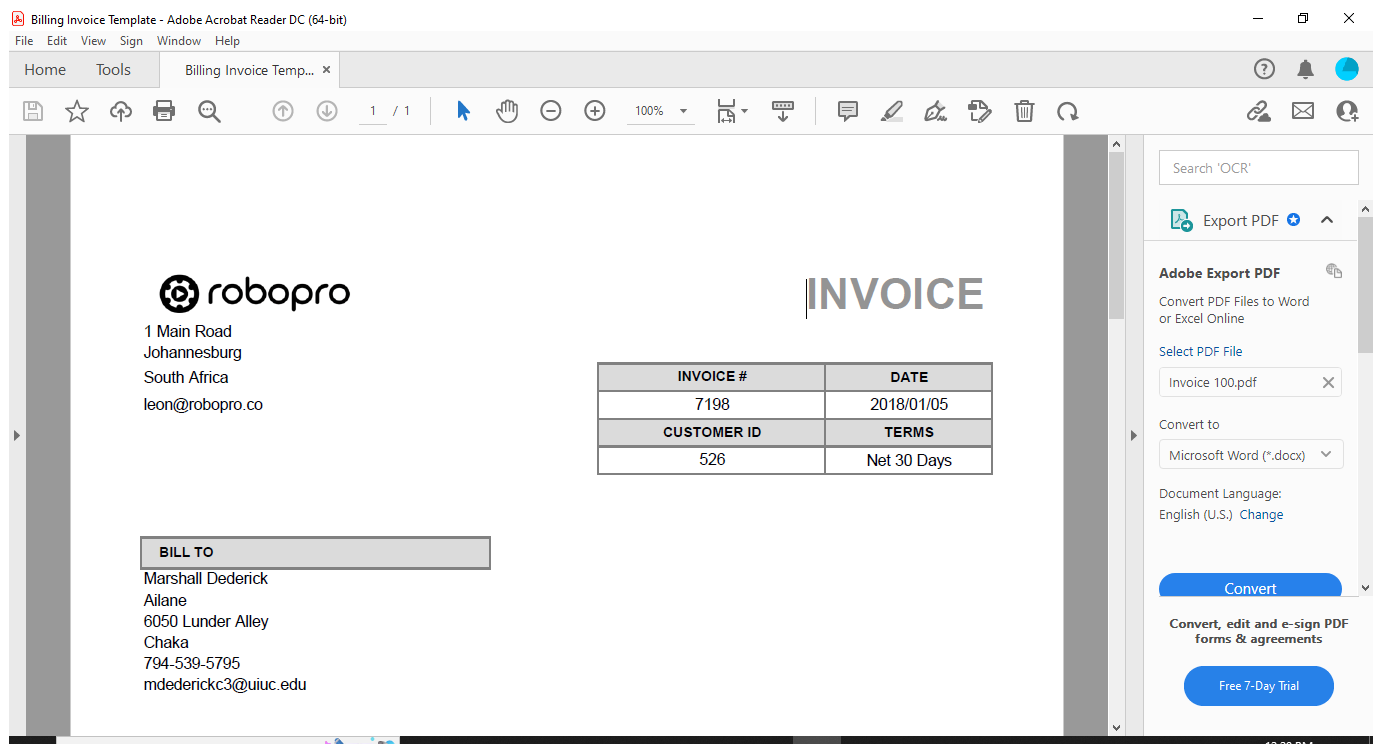 Billing Invoice Template - Adobe Acrobat Reader DC (64-bit)
File Edit View Sign Window Help
Home Tools Billing Invoice Temp... ×
1 / 1 100%
robopro
INVOICE
1 Main Road
Johannesburg
South Africa
leon@robopro.co
INVOICE # DATE
7198 2018/01/05
CUSTOMER ID TERMS
526 Net 30 Days
BILL TO
Marshall Dederick
Ailane
6050 Lunder Alley
Chaka
794-539-5795
mdederickc3@uiuc.edu
Search 'OCR'
Export PDF
Adobe Export PDF
Convert PDF Files to Word
or Excel Online
Select PDF File
Invoice 100.pdf
Convert to
Microsoft Word (*.docx)
Document Language:
English (U.S.) Change
Convert
Convert, edit and e-sign PDF
forms & agreements
Free 7-Day Trial